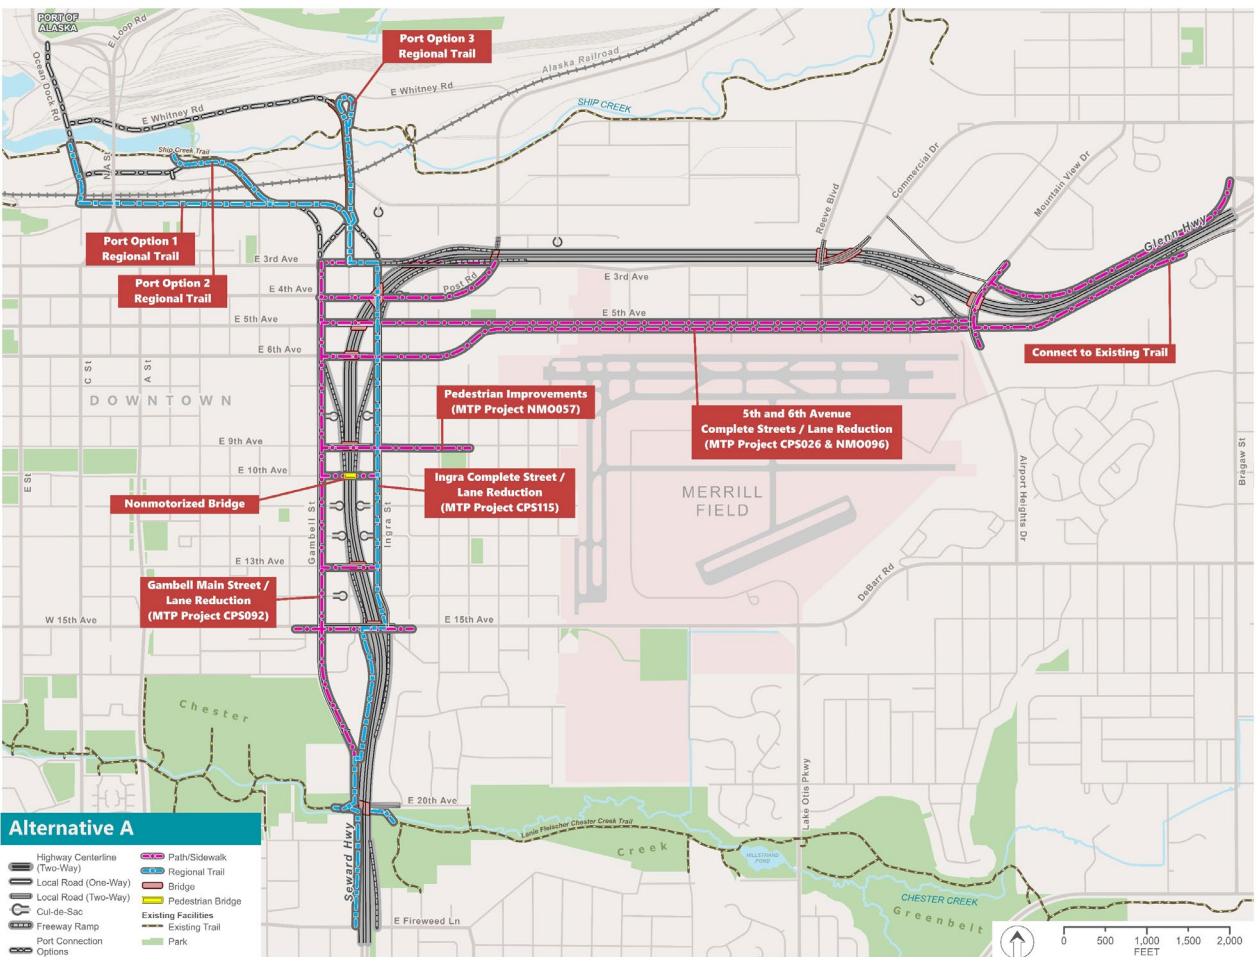 PORT OF
ALASKA
E Loop Rd
Ocean Dock Rd
Port Option 3
Regional Trail
Alaska Railroad
E Whitney Rd
E Whitney Rd
SHIP CREEK
Ship Creek Trail
N A St
Commercial Dr
Mountain View Dr
Reeve Blvd
Glenn Hwy
Port Option 1
Regional Trail
Port Option 2
Regional Trail
E 3rd Ave
E 3rd Ave
E 4th Ave
Post Rd
E 5th Ave
E 5th Ave
E 6th Ave
Connect to Existing Trail
C St
A St
DOWNTOWN
Pedestrian Improvements
(MTP Project NMO057)
5th and 6th Avenue
Complete Streets / Lane Reduction
(MTP Project CPS026 & NMO096)
E 9th Ave
E 10th Ave
E St
Ingra Complete Street /
Lane Reduction
(MTP Project CPS115)
Nonmotorized Bridge
MERRILL
FIELD
Bragaw St
Airport Heights Dr
Gambell St
Ingra St
E 13th Ave
Gambell Main Street /
Lane Reduction
(MTP Project CPS092)
DeBarr Rd
W 15th Ave
E 15th Ave
Chester
Lake Otis Pkwy
E 20th Ave
Lanie Fleischer Chester Creek Trail
Creek
HILLSTRAND
POND
CHESTER CREEK
Greenbelt
Seward Hwy
E Fireweed Ln
Alternative A
Highway Centerline
(Two-Way)
Local Road (One-Way)
Local Road (Two-Way)
Cul-de-Sac
Freeway Ramp
Port Connection
Options
Path/Sidewalk
Regional Trail
Bridge
Pedestrian Bridge
Existing Facilities
Existing Trail
Park
0 500 1,000 1,500 2,000
FEET